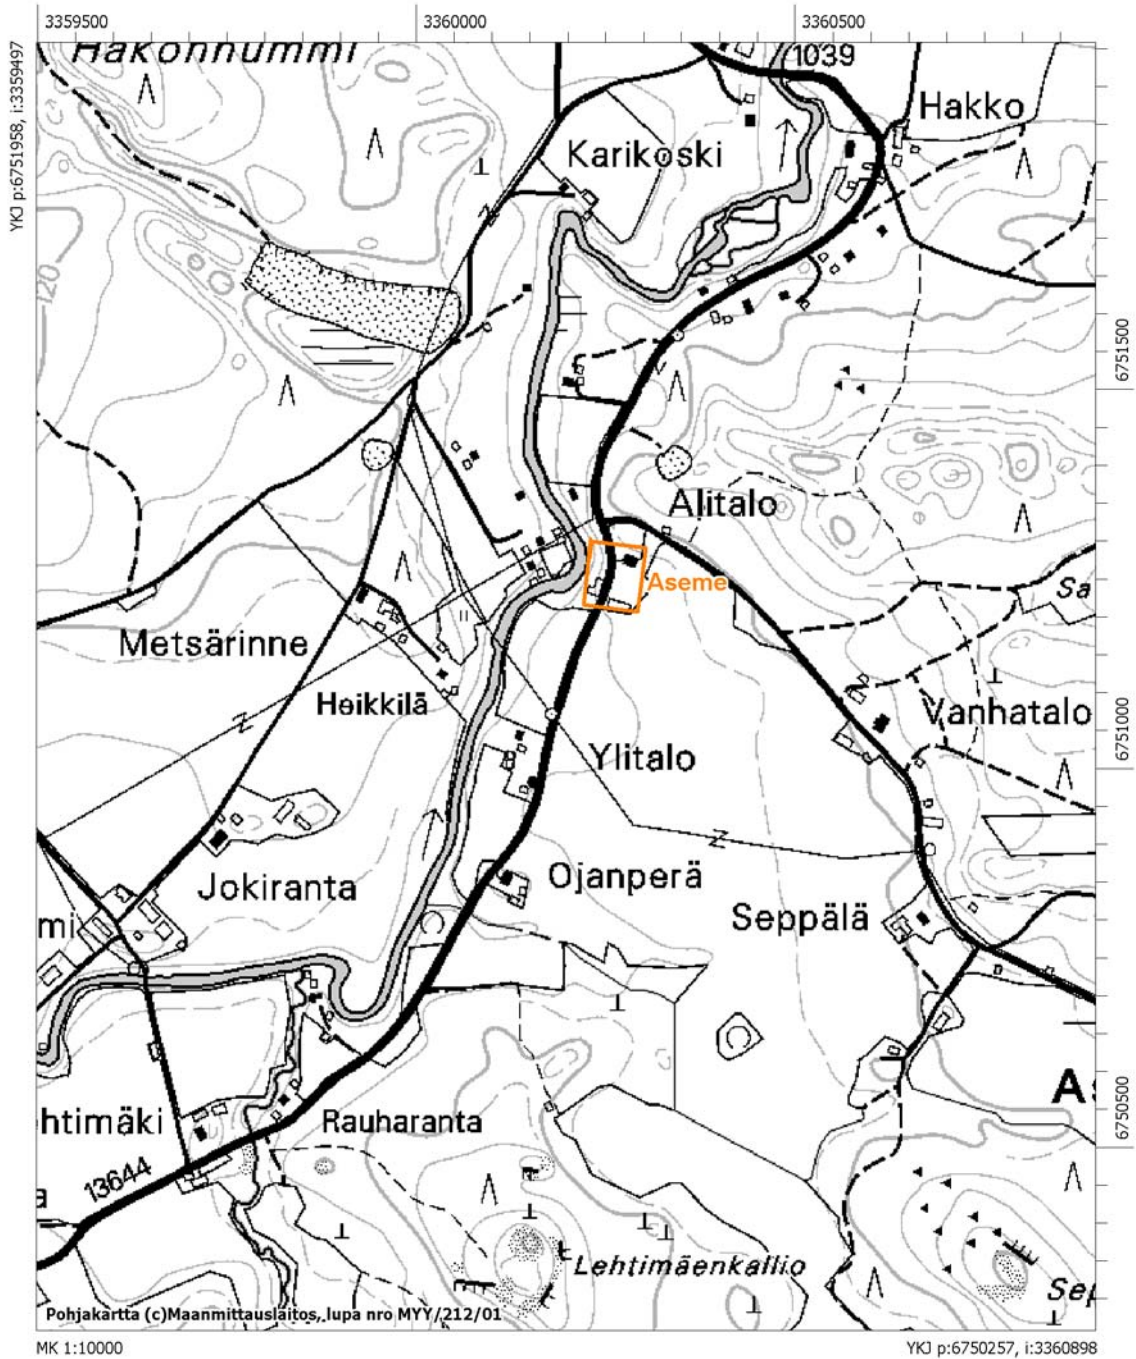 3359500
3360000
3360500
YKJ p:6751958, i:3359497
Hakonnummi
1039
Hakko
Karikoski
120
6751500
Alitalo
Aseme
Sa
Metsärinne
Heikkilä
Vanhatalo
6751000
Ylitalo
Jokiranta
Ojanperä
Seppälä
mi
6750500
htimäki
Rauharanta
13644
a
Lehtimäenkallio
Sep
Pohjakartta (c)Maanmittauslaitos, lupa nro MYY/212/01
MK 1:10000
YKJ p:6750257, i:3360898